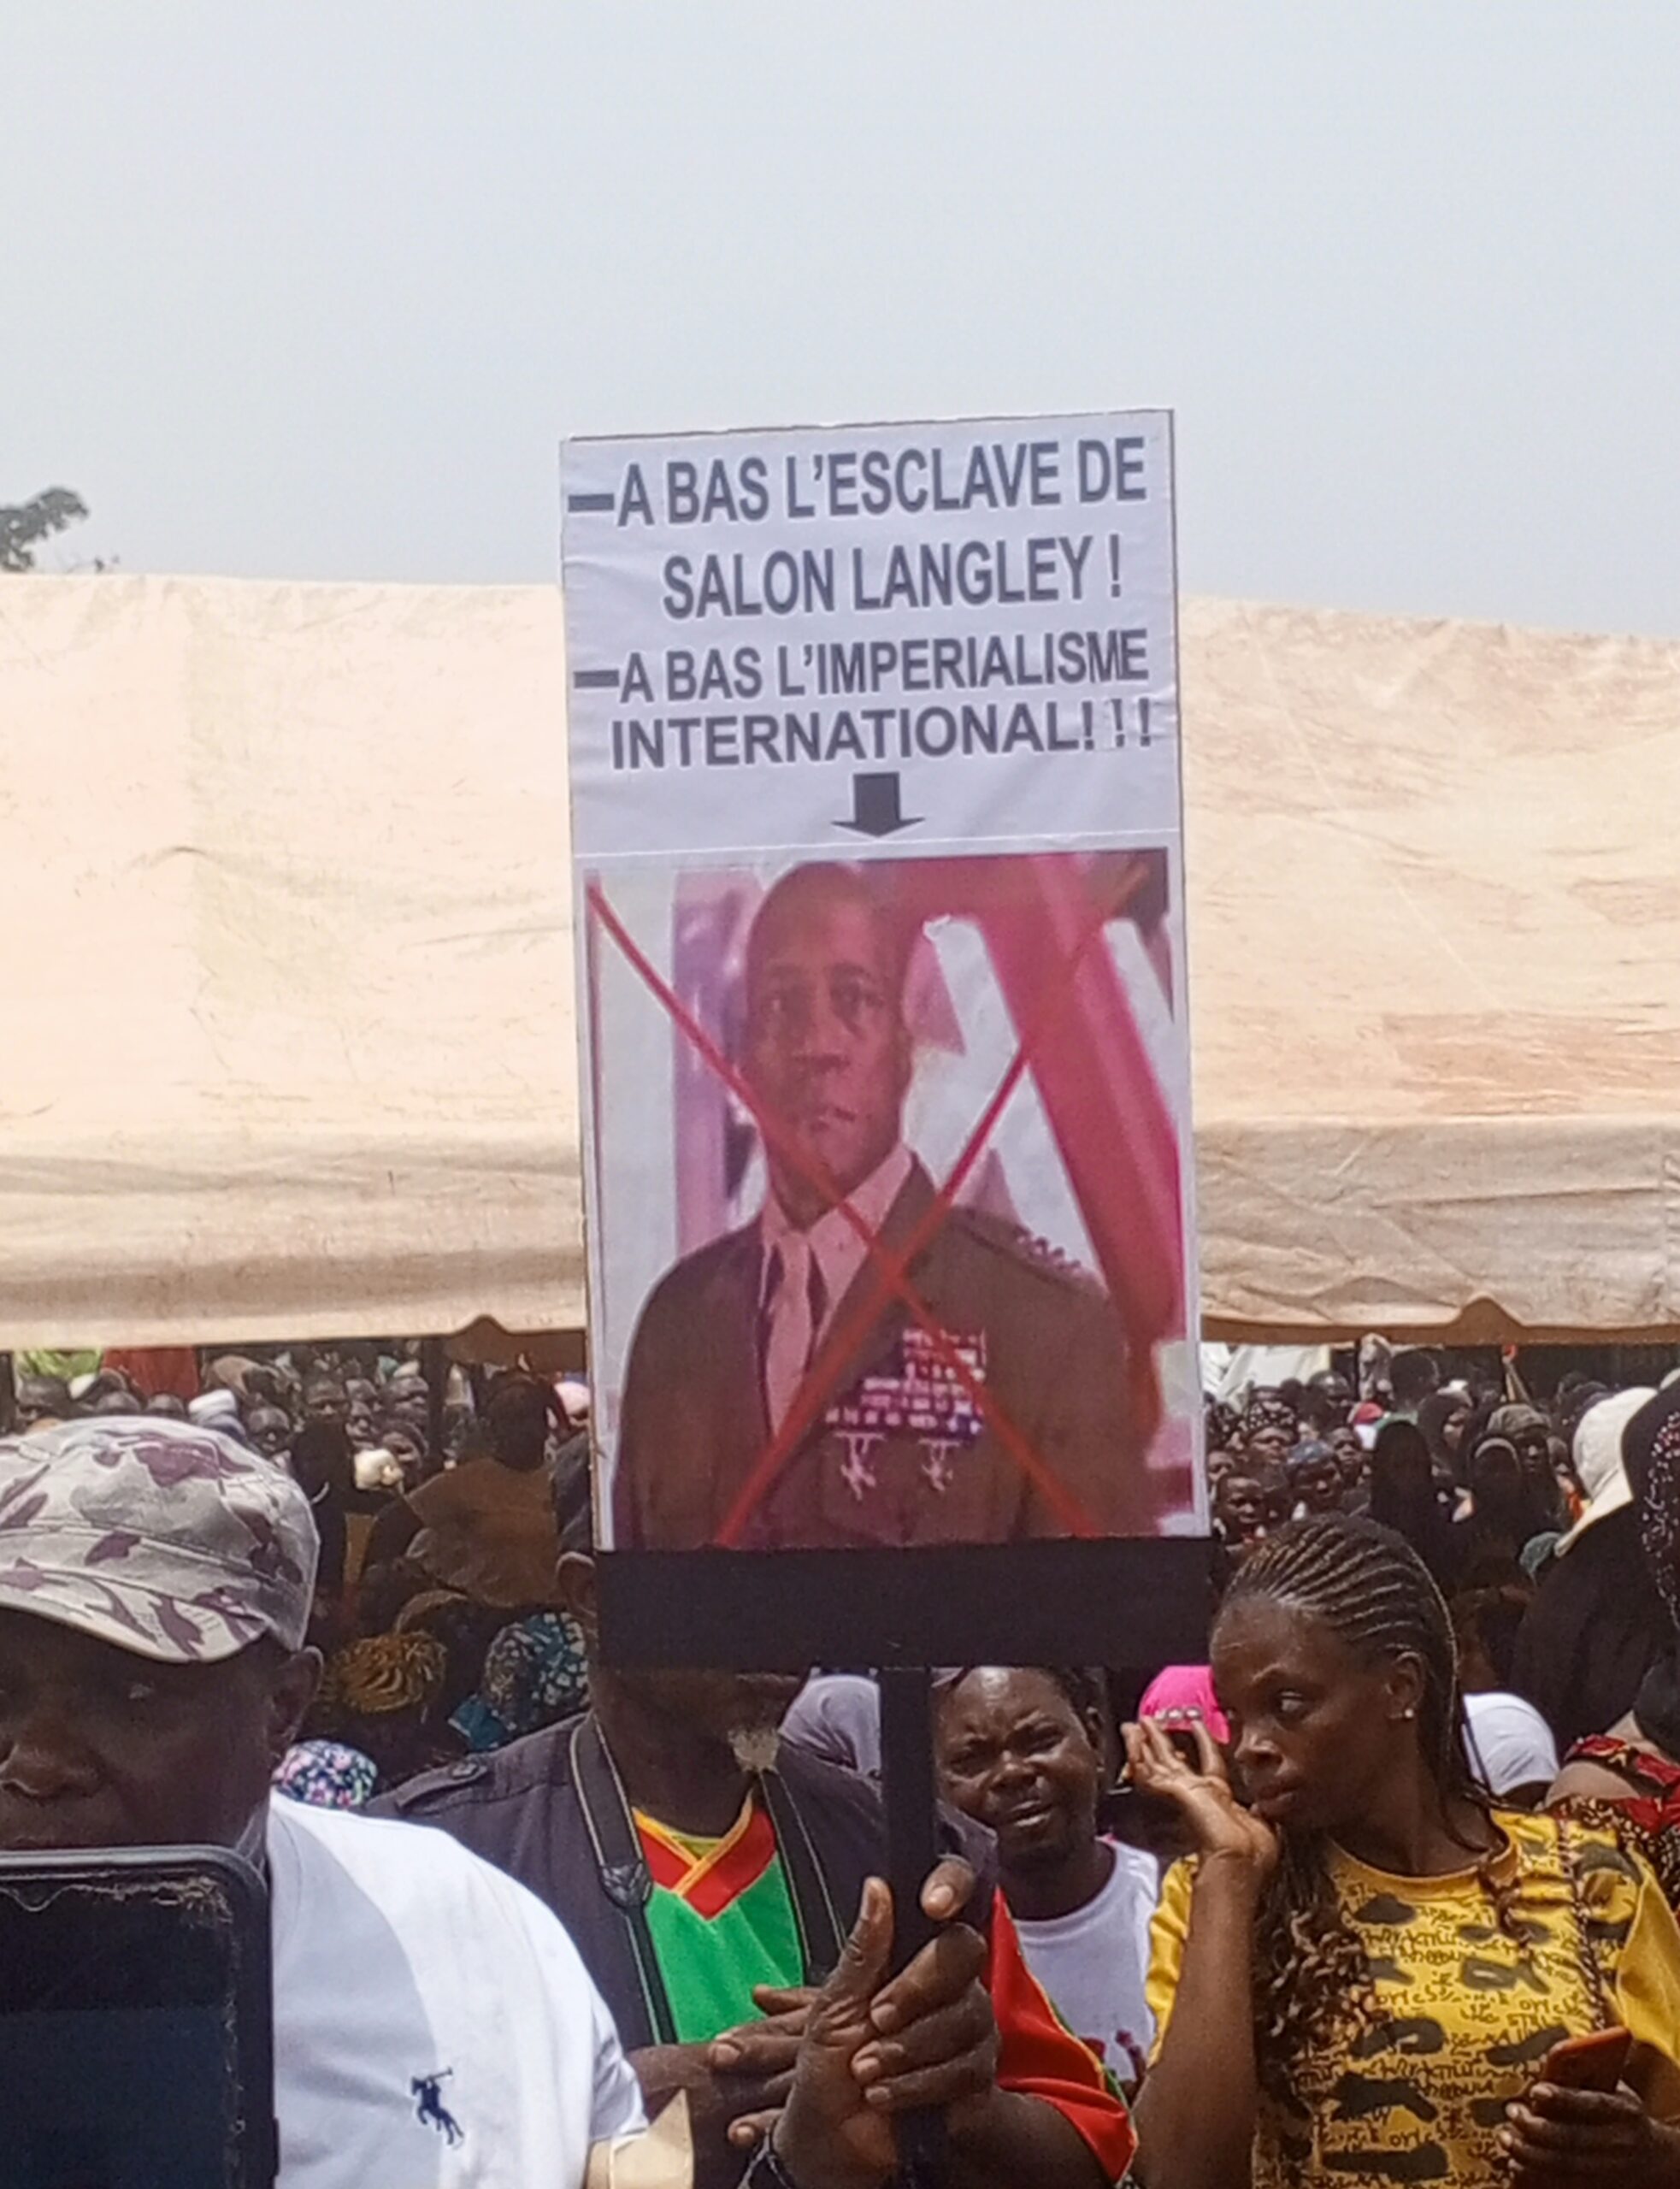 —A BAS L'ESCLAVE DE
SALON LANGLEY !
—A BAS L'IMPERIALISME
INTERNATIONAL! ! !